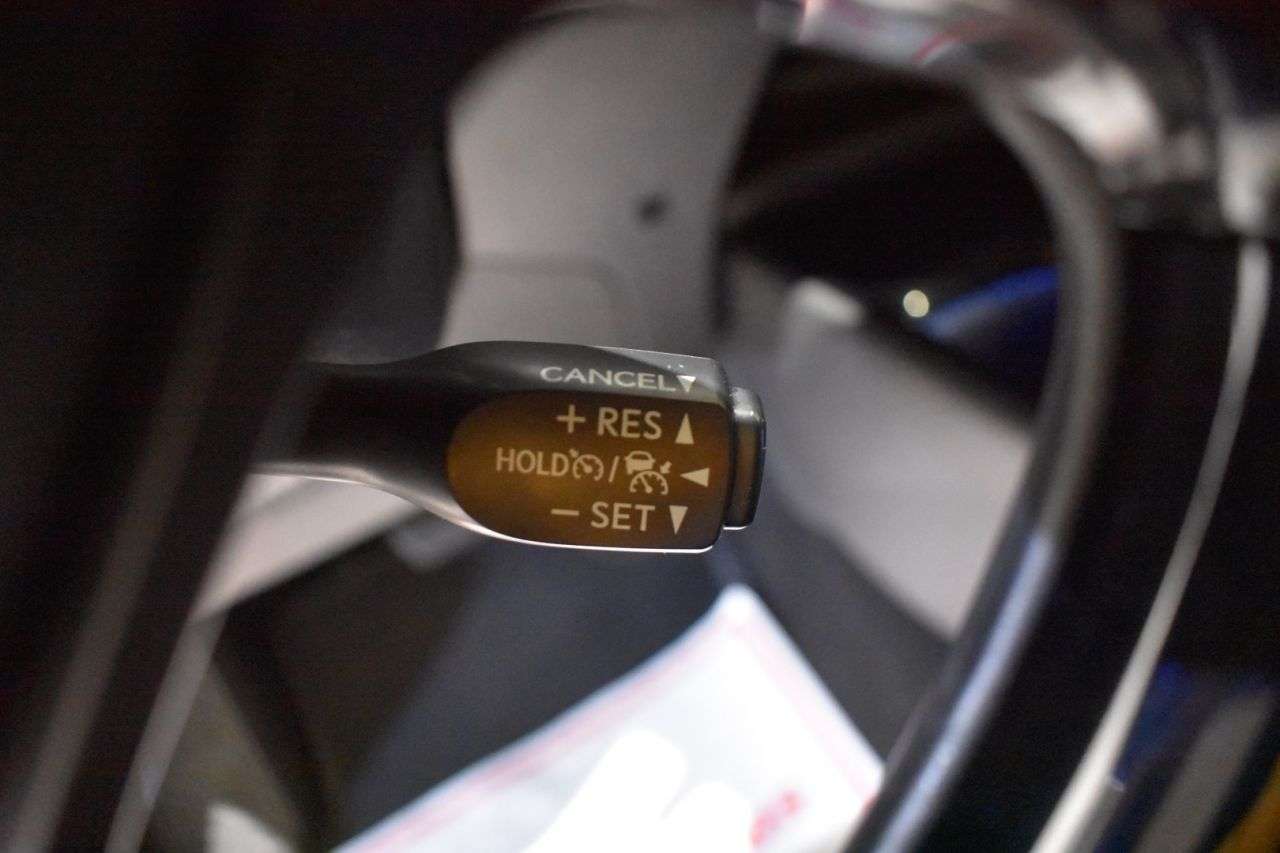 CANCEL
+ RES
HOLD /
− SET